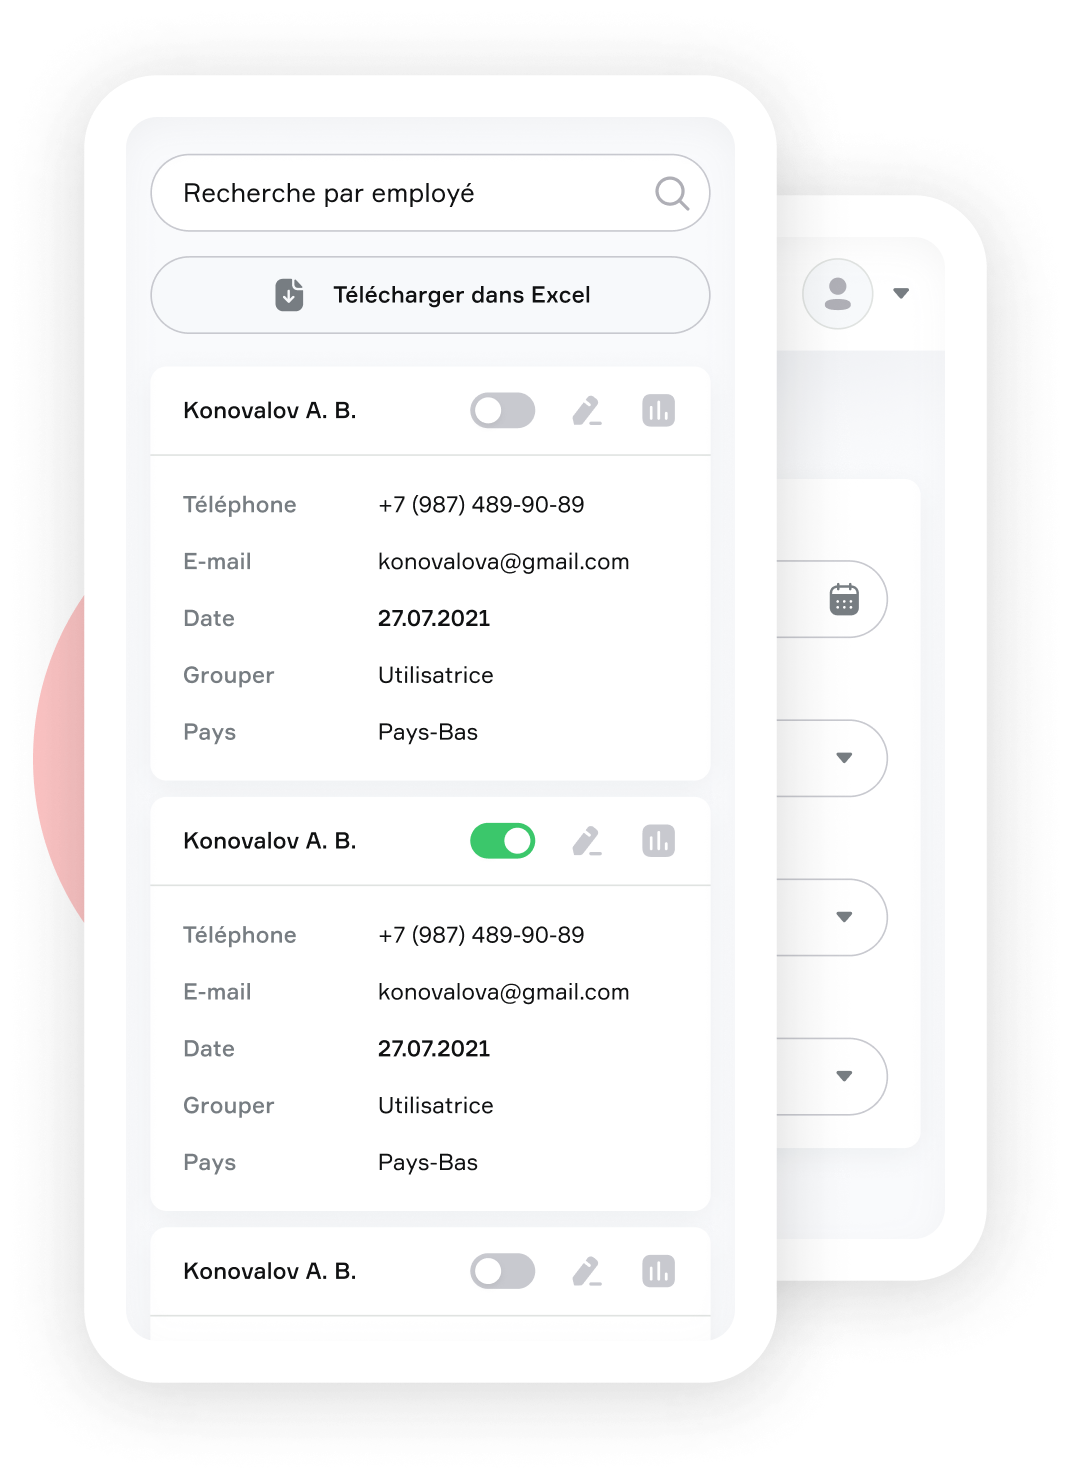 Recherche par employé
Télécharger dans Excel
Konovalov A. B.
Téléphone +7 (987) 489-90-89
E-mail konovalova@gmail.com
Date 27.07.2021
Grouper Utilisatrice
Pays Pays-Bas
Konovalov A. B.
Téléphone +7 (987) 489-90-89
E-mail konovalova@gmail.com
Date 27.07.2021
Grouper Utilisatrice
Pays Pays-Bas
Konovalov A. B.